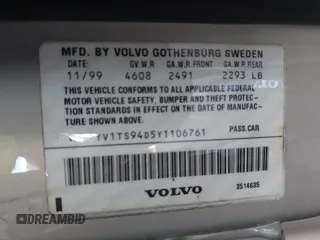 MFD. BY VOLVO GOTHENBURG SWEDEN
11/99 GV.W.R GA.W.R.FRONT GA.W.R.REAR
4608 2491 2293 LB
THIS VEHICLE CONFORMS TO ALL APPLICABLE FEDERAL
MOTOR VEHICLE SAFETY, BUMPER AND THEFT PROTEC-
TION STANDARDS IN EFFECT ON THE DATE OF MANUFAC-
TURE SHOWN ABOVE.
YV1TS94D5Y1106761 PASS.CAR
VOLVO
3514635
DREAMBID